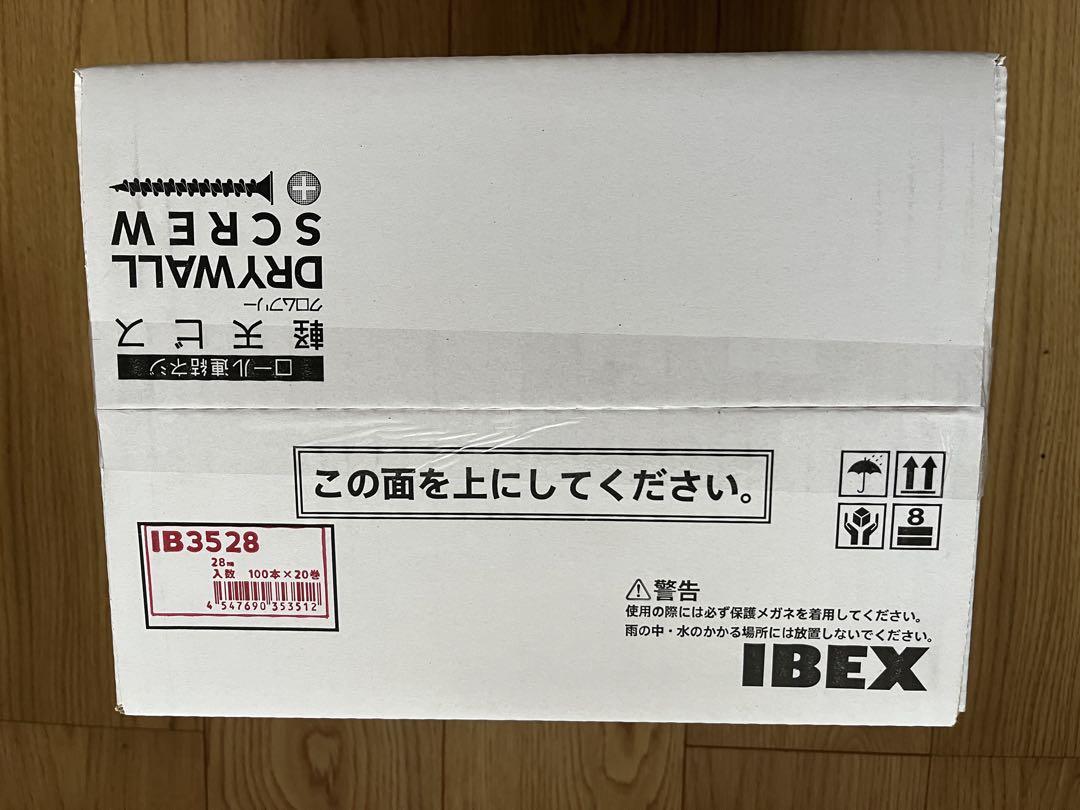 ロール連結ネジ
軽天ビス
クロムフリー
DRYWALL
SCREW
この面を上にしてください。
8
IB3528
28mm
入数 100本×20巻
4 547690 353512
警告
使用の際には必ず保護メガネを着用してください。
雨の中・水のかかる場所には放置しないでください。
IBEX